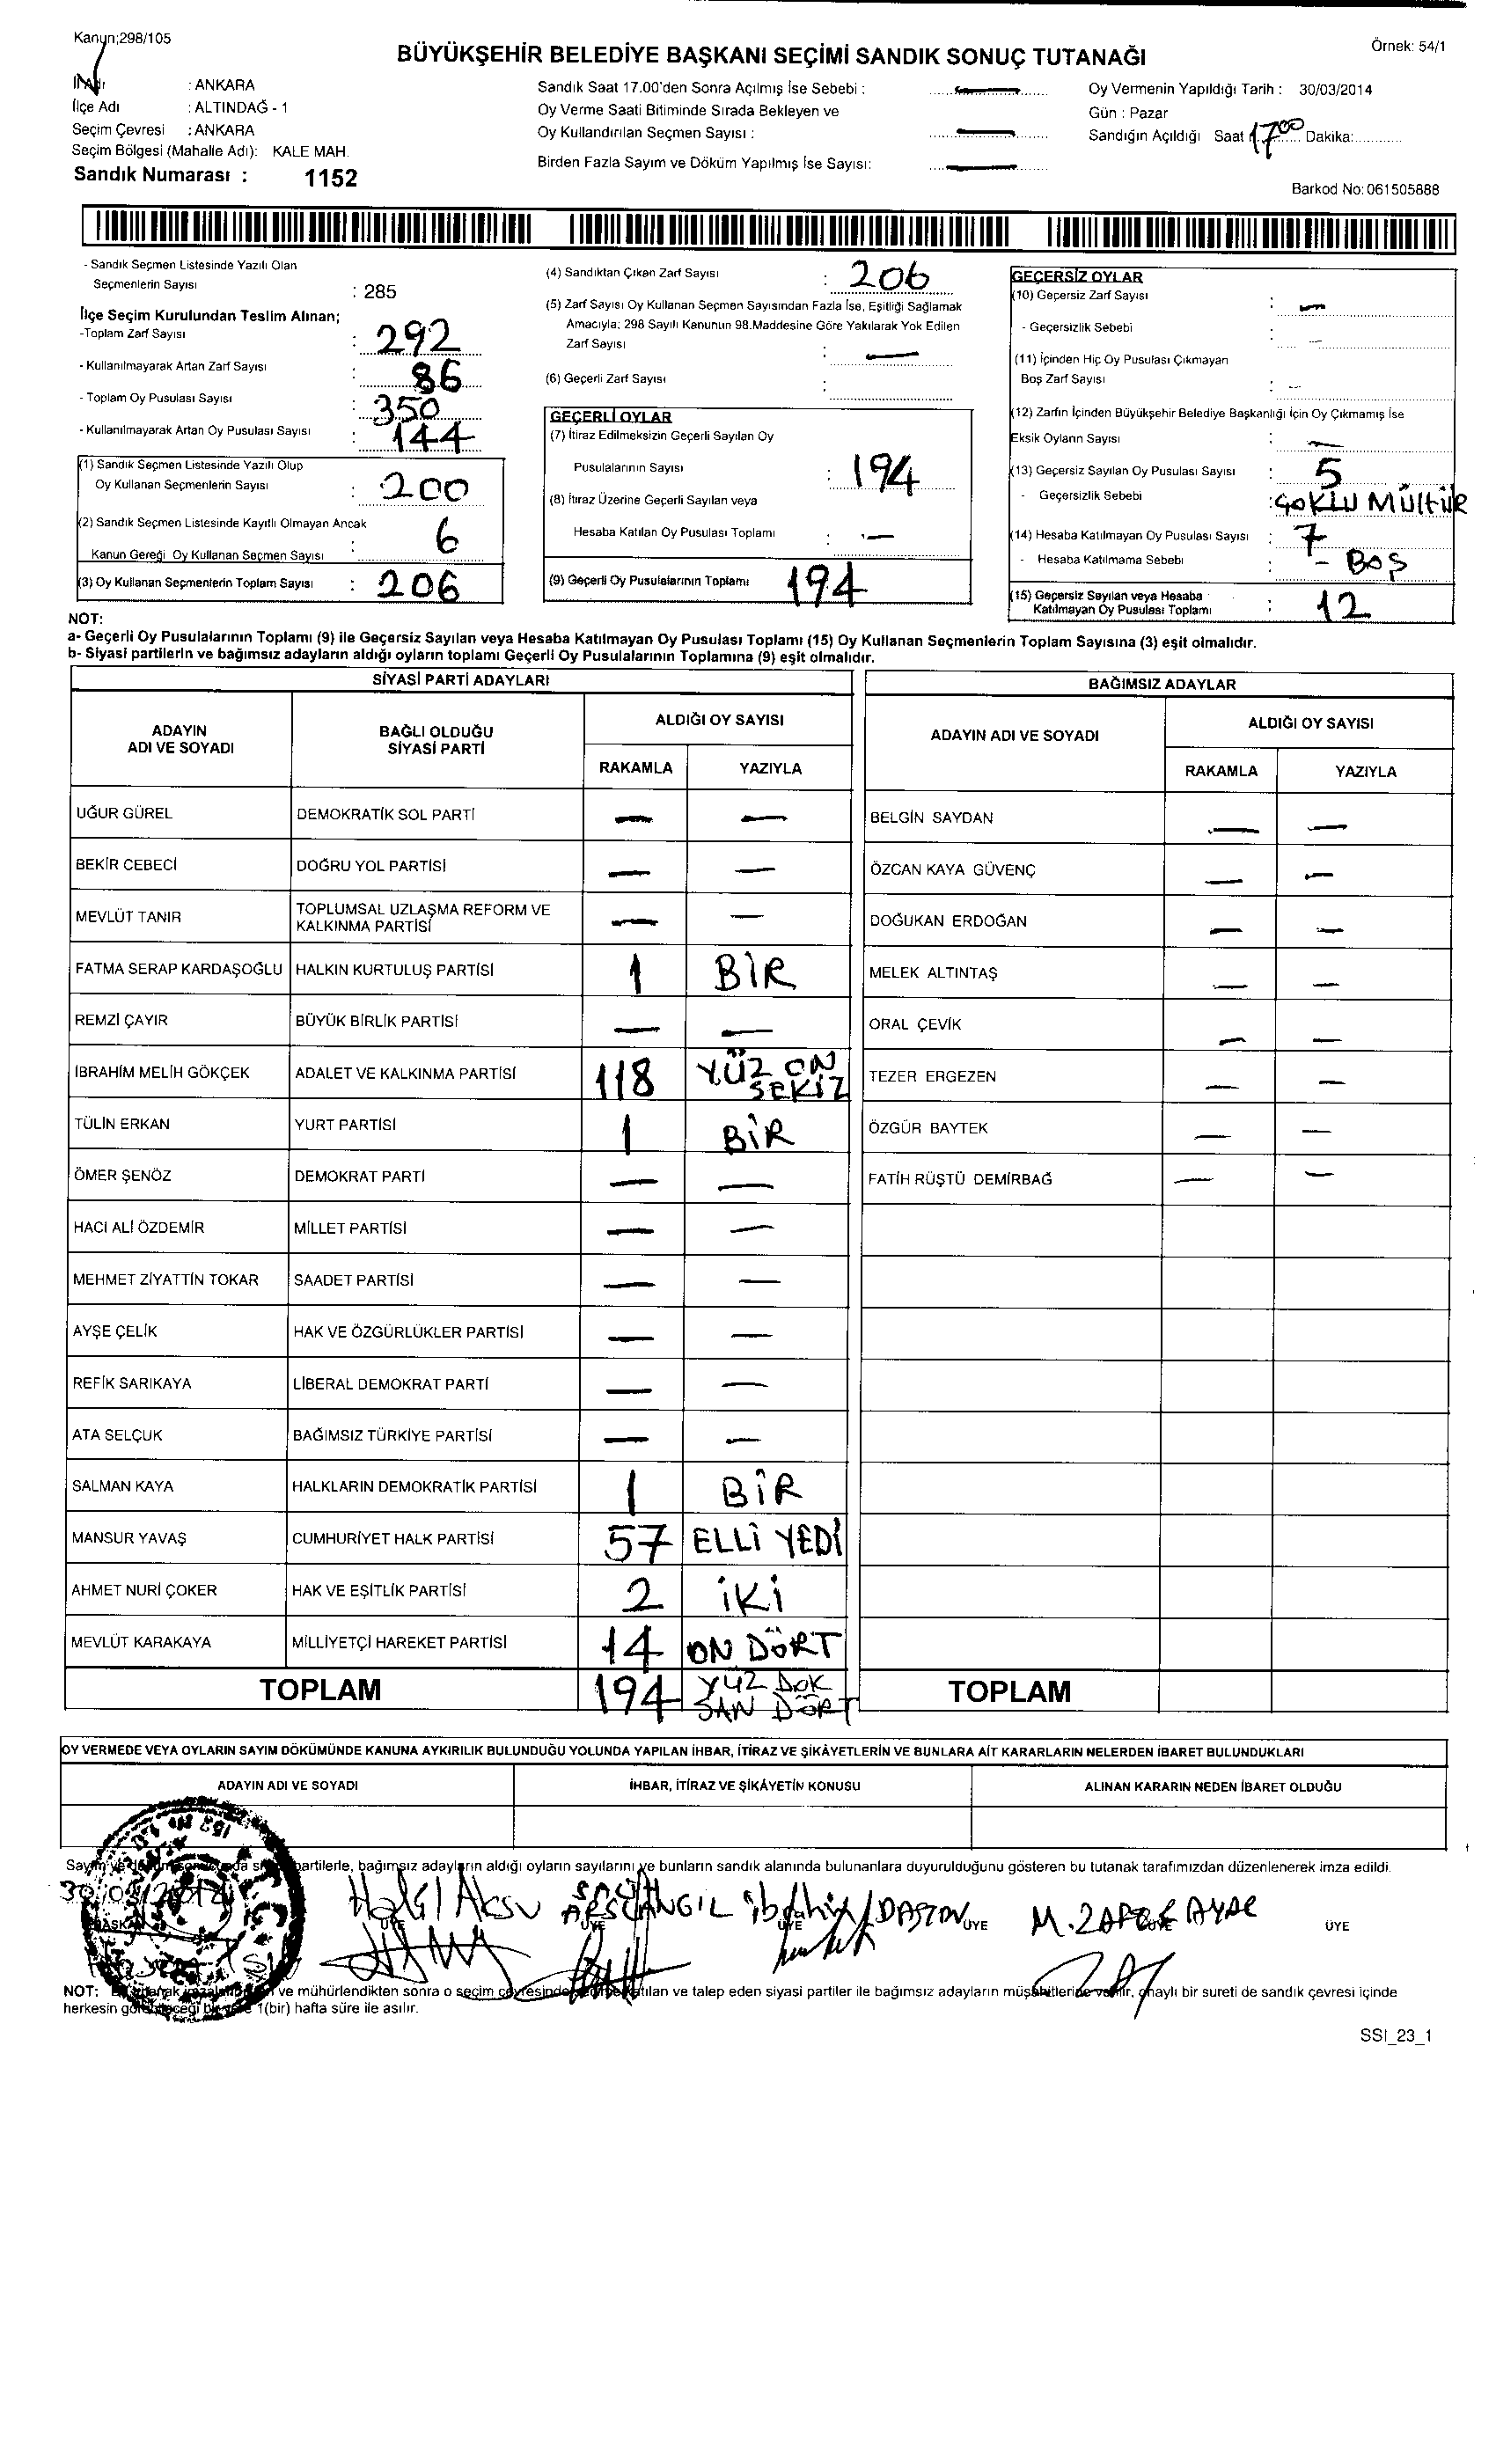 Kanun;298/105
BÜYÜKŞEHİR BELEDİYE BAŞKANI SEÇİMİ SANDIK SONUÇ TUTANAĞI
Örnek: 54/1
: ANKARA
İlçe Adı : ALTINDAĞ - 1
Seçim Çevresi : ANKARA
Seçim Bölgesi (Mahalle Adı): KALE MAH.
Sandık Numarası : 1152
Sandık Saat 17.00'den Sonra Açılmış İse Sebebi : —
Oy Verme Saati Bitiminde Sırada Bekleyen ve
Oy Kullandırılan Seçmen Sayısı : —
Birden Fazla Sayım ve Döküm Yapılmış İse Sayısı: —
Oy Vermenin Yapıldığı Tarih : 30/03/2014
Gün : Pazar
Sandığın Açıldığı Saat 17 00 Dakika:
Barkod No: 061505888
- Sandık Seçmen Listesinde Yazılı Olan
Seçmenlerin Sayısı : 285
İlçe Seçim Kurulundan Teslim Alınan;
-Toplam Zarf Sayısı : 292
- Kullanılmayarak Artan Zarf Sayısı : 86
- Toplam Oy Pusulası Sayısı : 350
- Kullanılmayarak Artan Oy Pusulası Sayısı : 144
(1) Sandık Seçmen Listesinde Yazılı Olup
Oy Kullanan Seçmenlerin Sayısı : 200
(2) Sandık Seçmen Listesinde Kayıtlı Olmayan Ancak
Kanun Gereği Oy Kullanan Seçmen Sayısı : 6
(3) Oy Kullanan Seçmenlerin Toplam Sayısı : 206
(4) Sandıktan Çıkan Zarf Sayısı : 206
(5) Zarf Sayısı Oy Kullanan Seçmen Sayısından Fazla İse, Eşitliği Sağlamak
Amacıyla; 298 Sayılı Kanunun 98.Maddesine Göre Yakılarak Yok Edilen
Zarf Sayısı : —
(6) Geçerli Zarf Sayısı :
GEÇERLİ OYLAR
(7) İtiraz Edilmeksizin Geçerli Sayılan Oy
Pusulalarının Sayısı : 194
(8) İtiraz Üzerine Geçerli Sayılan veya
Hesaba Katılan Oy Pusulası Toplamı : —
(9) Geçerli Oy Pusulalarının Toplamı 194
GEÇERSİZ OYLAR
(10) Geçersiz Zarf Sayısı : —
- Geçersizlik Sebebi : —
(11) İçinden Hiç Oy Pusulası Çıkmayan
Boş Zarf Sayısı : —
(12) Zarfın İçinden Büyükşehir Belediye Başkanlığı İçin Oy Çıkmamış İse
Eksik Oyların Sayısı : —
(13) Geçersiz Sayılan Oy Pusulası Sayısı : 5
- Geçersizlik Sebebi : ÇOKLU MÜLTÜR
(14) Hesaba Katılmayan Oy Pusulası Sayısı : 7
- Hesaba Katılmama Sebebi : - BOŞ
(15) Geçersiz Sayılan veya Hesaba
Katılmayan Oy Pusulası Toplamı : 12
NOT:
a- Geçerli Oy Pusulalarının Toplamı (9) ile Geçersiz Sayılan veya Hesaba Katılmayan Oy Pusulası Toplamı (15) Oy Kullanan Seçmenlerin Toplam Sayısına (3) eşit olmalıdır.
b- Siyasi partilerin ve bağımsız adayların aldığı oyların toplamı Geçerli Oy Pusulalarının Toplamına (9) eşit olmalıdır.
SİYASİ PARTİ ADAYLARI
ADAYIN ADI VE SOYADI
BAĞLI OLDUĞU SİYASİ PARTİ
ALDIĞI OY SAYISI
RAKAMLA YAZIYLA
UĞUR GÜREL DEMOKRATİK SOL PARTİ — —
BEKİR CEBECİ DOĞRU YOL PARTİSİ — —
MEVLÜT TANIR TOPLUMSAL UZLAŞMA REFORM VE KALKINMA PARTİSİ — —
FATMA SERAP KARDAŞOĞLU HALKIN KURTULUŞ PARTİSİ 1 BİR
REMZİ ÇAYIR BÜYÜK BİRLİK PARTİSİ — —
İBRAHİM MELİH GÖKÇEK ADALET VE KALKINMA PARTİSİ 118 YÜZ ON SEKİZ
TÜLİN ERKAN YURT PARTİSİ 1 BİR
ÖMER ŞENÖZ DEMOKRAT PARTİ — —
HACI ALİ ÖZDEMİR MİLLET PARTİSİ — —
MEHMET ZİYATTİN TOKAR SAADET PARTİSİ — —
AYŞE ÇELİK HAK VE ÖZGÜRLÜKLER PARTİSİ — —
REFİK SARIKAYA LİBERAL DEMOKRAT PARTİ — —
ATA SELÇUK BAĞIMSIZ TÜRKİYE PARTİSİ — —
SALMAN KAYA HALKLARIN DEMOKRATİK PARTİSİ 1 BİR
MANSUR YAVAŞ CUMHURİYET HALK PARTİSİ 57 ELLİ YEDİ
AHMET NURİ ÇOKER HAK VE EŞİTLİK PARTİSİ 2 İKİ
MEVLÜT KARAKAYA MİLLİYETÇİ HAREKET PARTİSİ 14 ON DÖRT
TOPLAM 194 YÜZ DOK SAN DÖRT
BAĞIMSIZ ADAYLAR
ADAYIN ADI VE SOYADI
ALDIĞI OY SAYISI
RAKAMLA YAZIYLA
BELGİN SAYDAN — —
ÖZCAN KAYA GÜVENÇ — —
DOĞUKAN ERDOĞAN — —
MELEK ALTINTAŞ — —
ORAL ÇEVİK — —
TEZER ERGEZEN — —
ÖZGÜR BAYTEK — —
FATİH RÜŞTÜ DEMİRBAĞ — —
TOPLAM
OY VERMEDE VEYA OYLARIN SAYIM DÖKÜMÜNDE KANUNA AYKIRILIK BULUNDUĞU YOLUNDA YAPILAN İHBAR, İTİRAZ VE ŞİKÂYETLERİN VE BUNLARA AİT KARARLARIN NELERDEN İBARET BULUNDUKLARI
ADAYIN ADI VE SOYADI
İHBAR, İTİRAZ VE ŞİKÂYETİN KONUSU
ALINAN KARARIN NEDEN İBARET OLDUĞU
partilerle, bağımsız adayların aldığı oyların sayılarını ve bunların sandık alanında bulunanlara duyurulduğunu gösteren bu tutanak tarafımızdan düzenlenerek imza edildi.
Halil AKSU
M. ZAFER
ÜYE ÜYE ÜYE ÜYE ÜYE ÜYE
NOT: ve mühürlendikten sonra o seçim çevresinde katılan ve talep eden siyasi partiler ile bağımsız adayların müşahitlerine verilir, onaylı bir sureti de sandık çevresi içinde
herkesin 1(bir) hafta süre ile asılır.
SSI_23_1